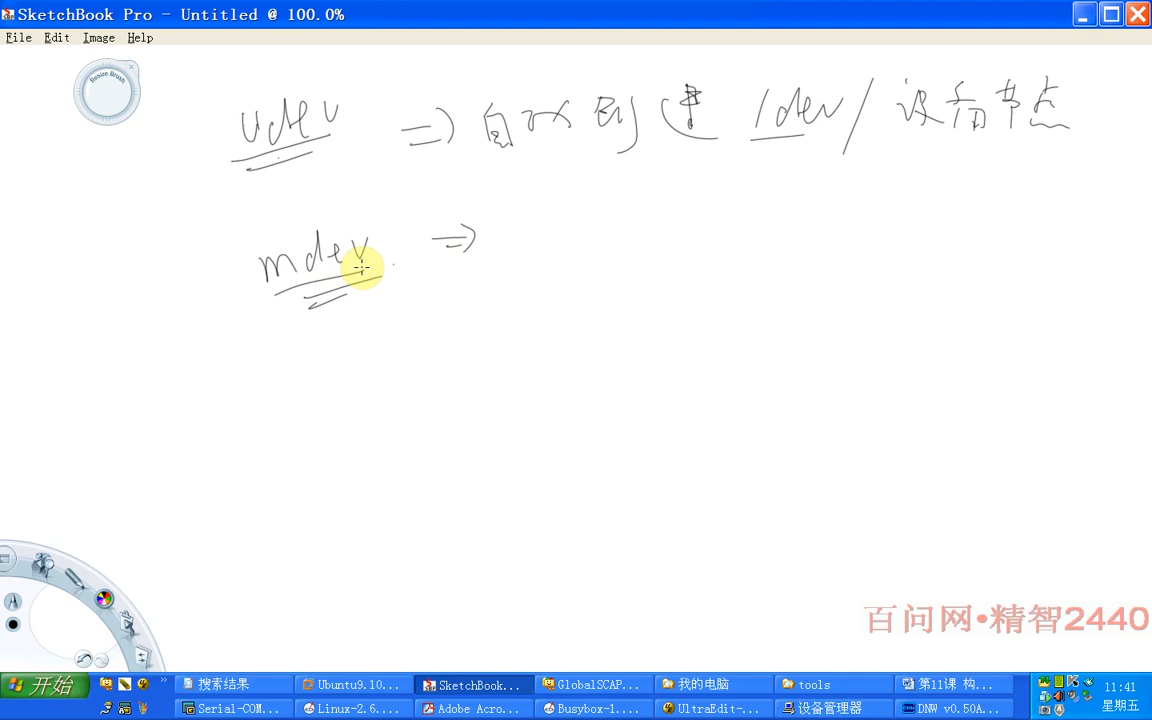 SketchBook Pro - Untitled @ 100.0%
File Edit Image Help
Resize Brush
udev => 自动创建 /dev/ 设备节点
mdev =>
百问网•精智2440
开始 » 搜索结果 Ubuntu9.10... SketchBook... GlobalSCAP... 我的电脑 tools 第11课 构... 11:41
Serial-COM... Linux-2.6.... Adobe Acro... Busybox-1.... UltraEdit-... 设备管理器 DNW v0.50A... 星期五